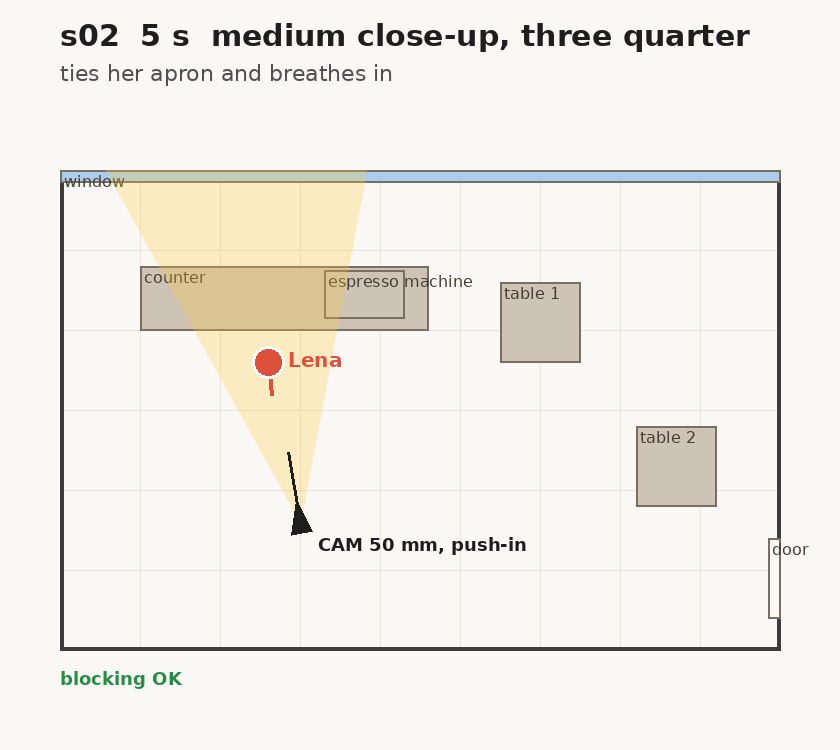 s02  5 s  medium close-up, three quarter
ties her apron and breathes in
window
counter
espresso machine
table 1
Lena
table 2
CAM 50 mm, push-in
door
blocking OK